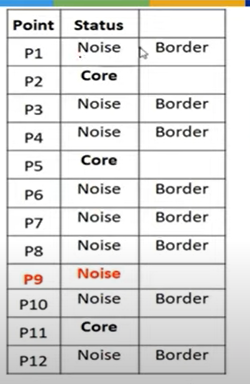 Point Status
P1 Noise Border
P2 Core
P3 Noise Border
P4 Noise Border
P5 Core
P6 Noise Border
P7 Noise Border
P8 Noise Border
P9 Noise
P10 Noise Border
P11 Core
P12 Noise Border